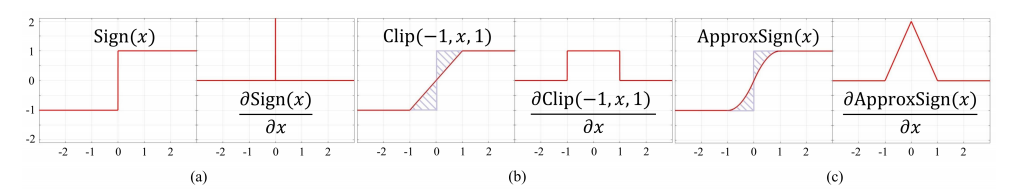 2
1
0
-1
-2
Sign(x)
-2 -1 0 1 2
∂Sign(x)
∂x
-2 -1 0 1 2
Clip(−1, x, 1)
-2 -1 0 1 2
∂Clip(−1, x, 1)
∂x
-2 -1 0 1 2
ApproxSign(x)
-2 -1 0 1 2
∂ApproxSign(x)
∂x
-2 -1 0 1 2
(a)
(b)
(c)